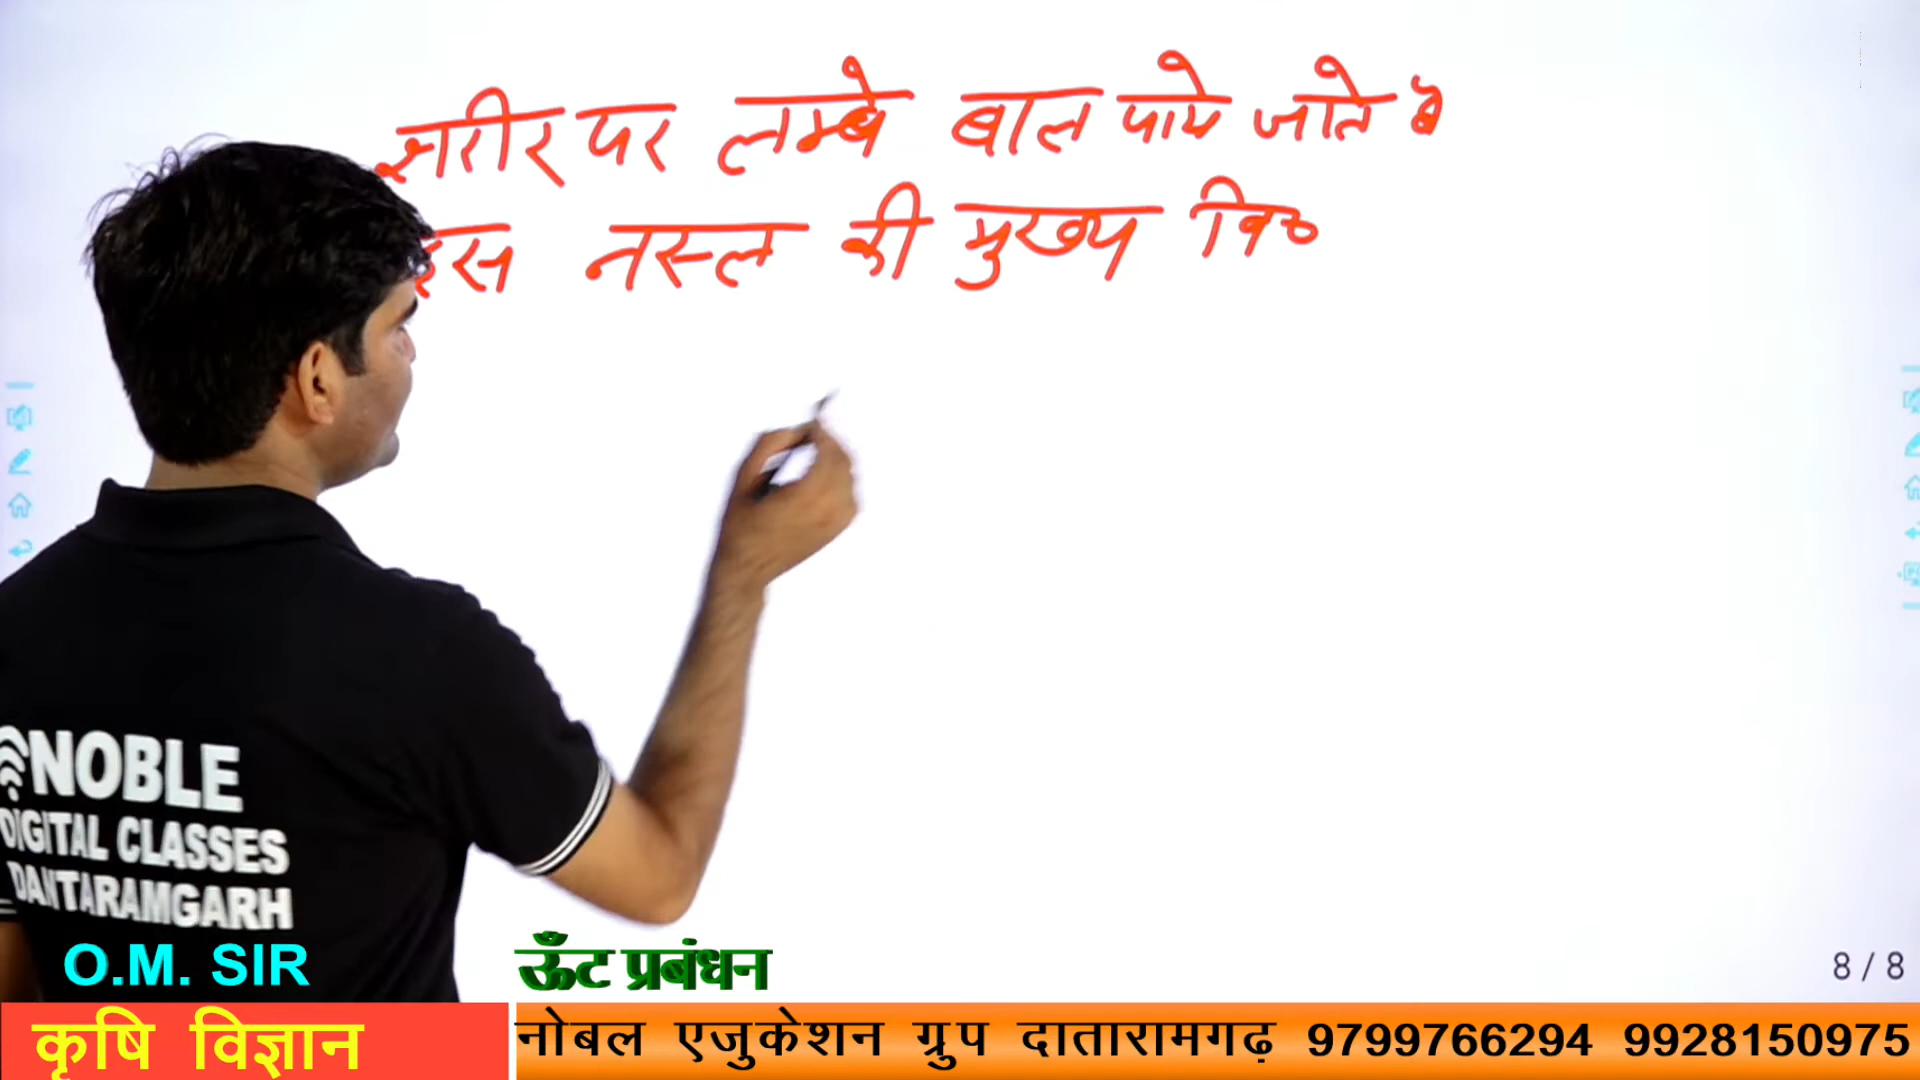 शरीर पर लम्बे बाल पाये जाते है
इस नस्ल की मुख्य वि०
NOBLE
DIGITAL CLASSES
DANTARAMGARH
O.M. SIR
ऊँट प्रबंधन
8 / 8
कृषि विज्ञान
नोबल एजुकेशन ग्रुप दातारामगढ़ 9799766294 9928150975